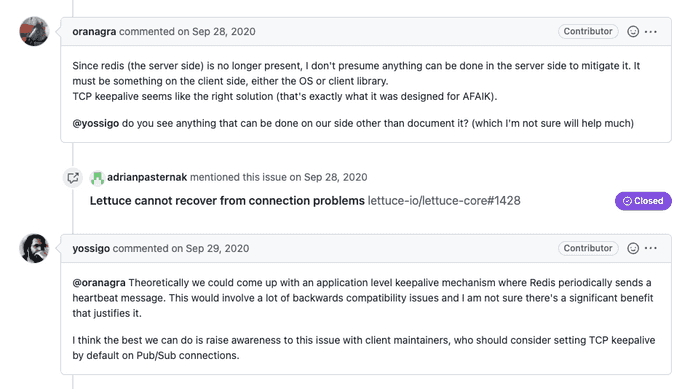 oranagra commented on Sep 28, 2020
Contributor
Since redis (the server side) is no longer present, I don't presume anything can be done in the server side to mitigate it. It
must be something on the client side, either the OS or client library.
TCP keepalive seems like the right solution (that's exactly what it was designed for AFAIK).
@yossigo do you see anything that can be done on our side other than document it? (which I'm not sure will help much)
adrianpasternak mentioned this issue on Sep 28, 2020
Lettuce cannot recover from connection problems lettuce-io/lettuce-core#1428
Closed
yossigo commented on Sep 29, 2020
Contributor
@oranagra Theoretically we could come up with an application level keepalive mechanism where Redis periodically sends a
heartbeat message. This would involve a lot of backwards compatibility issues and I am not sure there's a significant benefit
that justifies it.
I think the best we can do is raise awareness to this issue with client maintainers, who should consider setting TCP keepalive
by default on Pub/Sub connections.